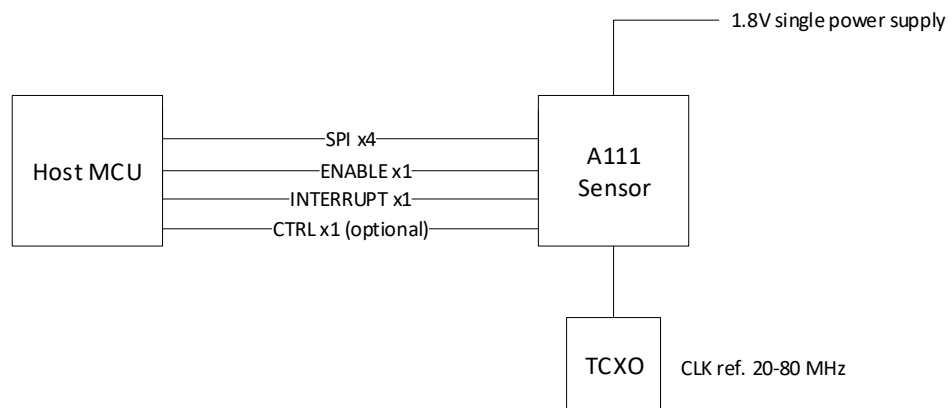 1.8V single power supply
SPI x4
Host MCU
ENABLE x1
A111
Sensor
INTERRUPT x1
CTRL x1 (optional)
TCXO
CLK ref. 20-80 MHz